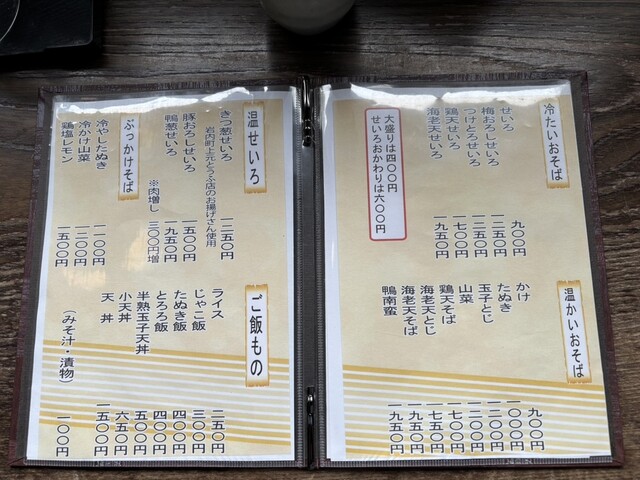 冷たいおそば
せいろ 九〇〇円
梅おろしせいろ 一一五〇円
つけとろせいろ 一二五〇円
鶏天せいろ 一七〇〇円
海老天せいろ 一九五〇円
大盛りは四〇〇円
せいろおかわりは六〇〇円
温かいおそば
かけ 九〇〇円
たぬき 一〇〇〇円
玉子とじ 一二〇〇円
山菜 一二〇〇円
鶏天そば 一七〇〇円
海老天とじ 一七五〇円
海老天そば 一九五〇円
鴨南蛮 一九五〇円
温せいろ
きつ葱せいろ 一二五〇円
岩内町上元とうふ店のお揚げさん使用
豚おろしせいろ 一五〇〇円
鴨葱せいろ 一九五〇円
※肉増し 三〇〇円増
ぶっかけそば
冷やしたぬき 一一〇〇円
冷かけ山菜 一二〇〇円
鶏塩レモン 一五〇〇円
ご飯もの
ライス 二五〇円
じゃこ飯 三〇〇円
たぬき飯 四〇〇円
とろろ飯 四〇〇円
半熟玉子天丼 五〇〇円
小天丼 六五〇円
天丼 一五〇〇円
(みそ汁・漬物) 一〇〇円